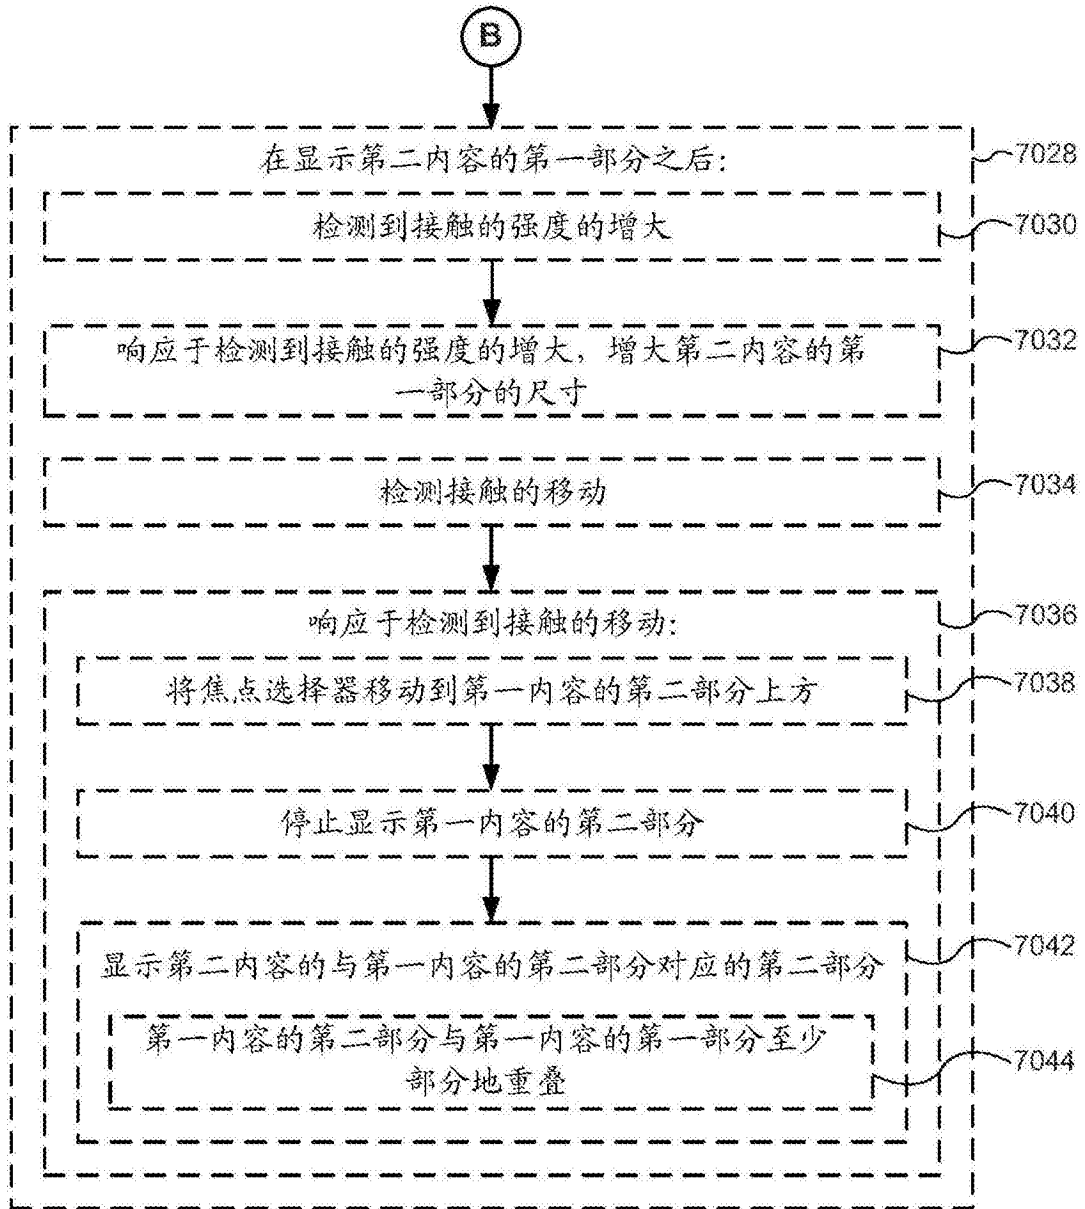 B
在显示第二内容的第一部分之后：
7028
检测到接触的强度的增大
7030
响应于检测到接触的强度的增大，增大第二内容的第
一部分的尺寸
7032
检测接触的移动
7034
响应于检测到接触的移动：
7036
将焦点选择器移动到第一内容的第二部分上方
7038
停止显示第一内容的第二部分
7040
显示第二内容的与第一内容的第二部分对应的第二部分
7042
第一内容的第二部分与第一内容的第一部分至少
部分地重叠
7044